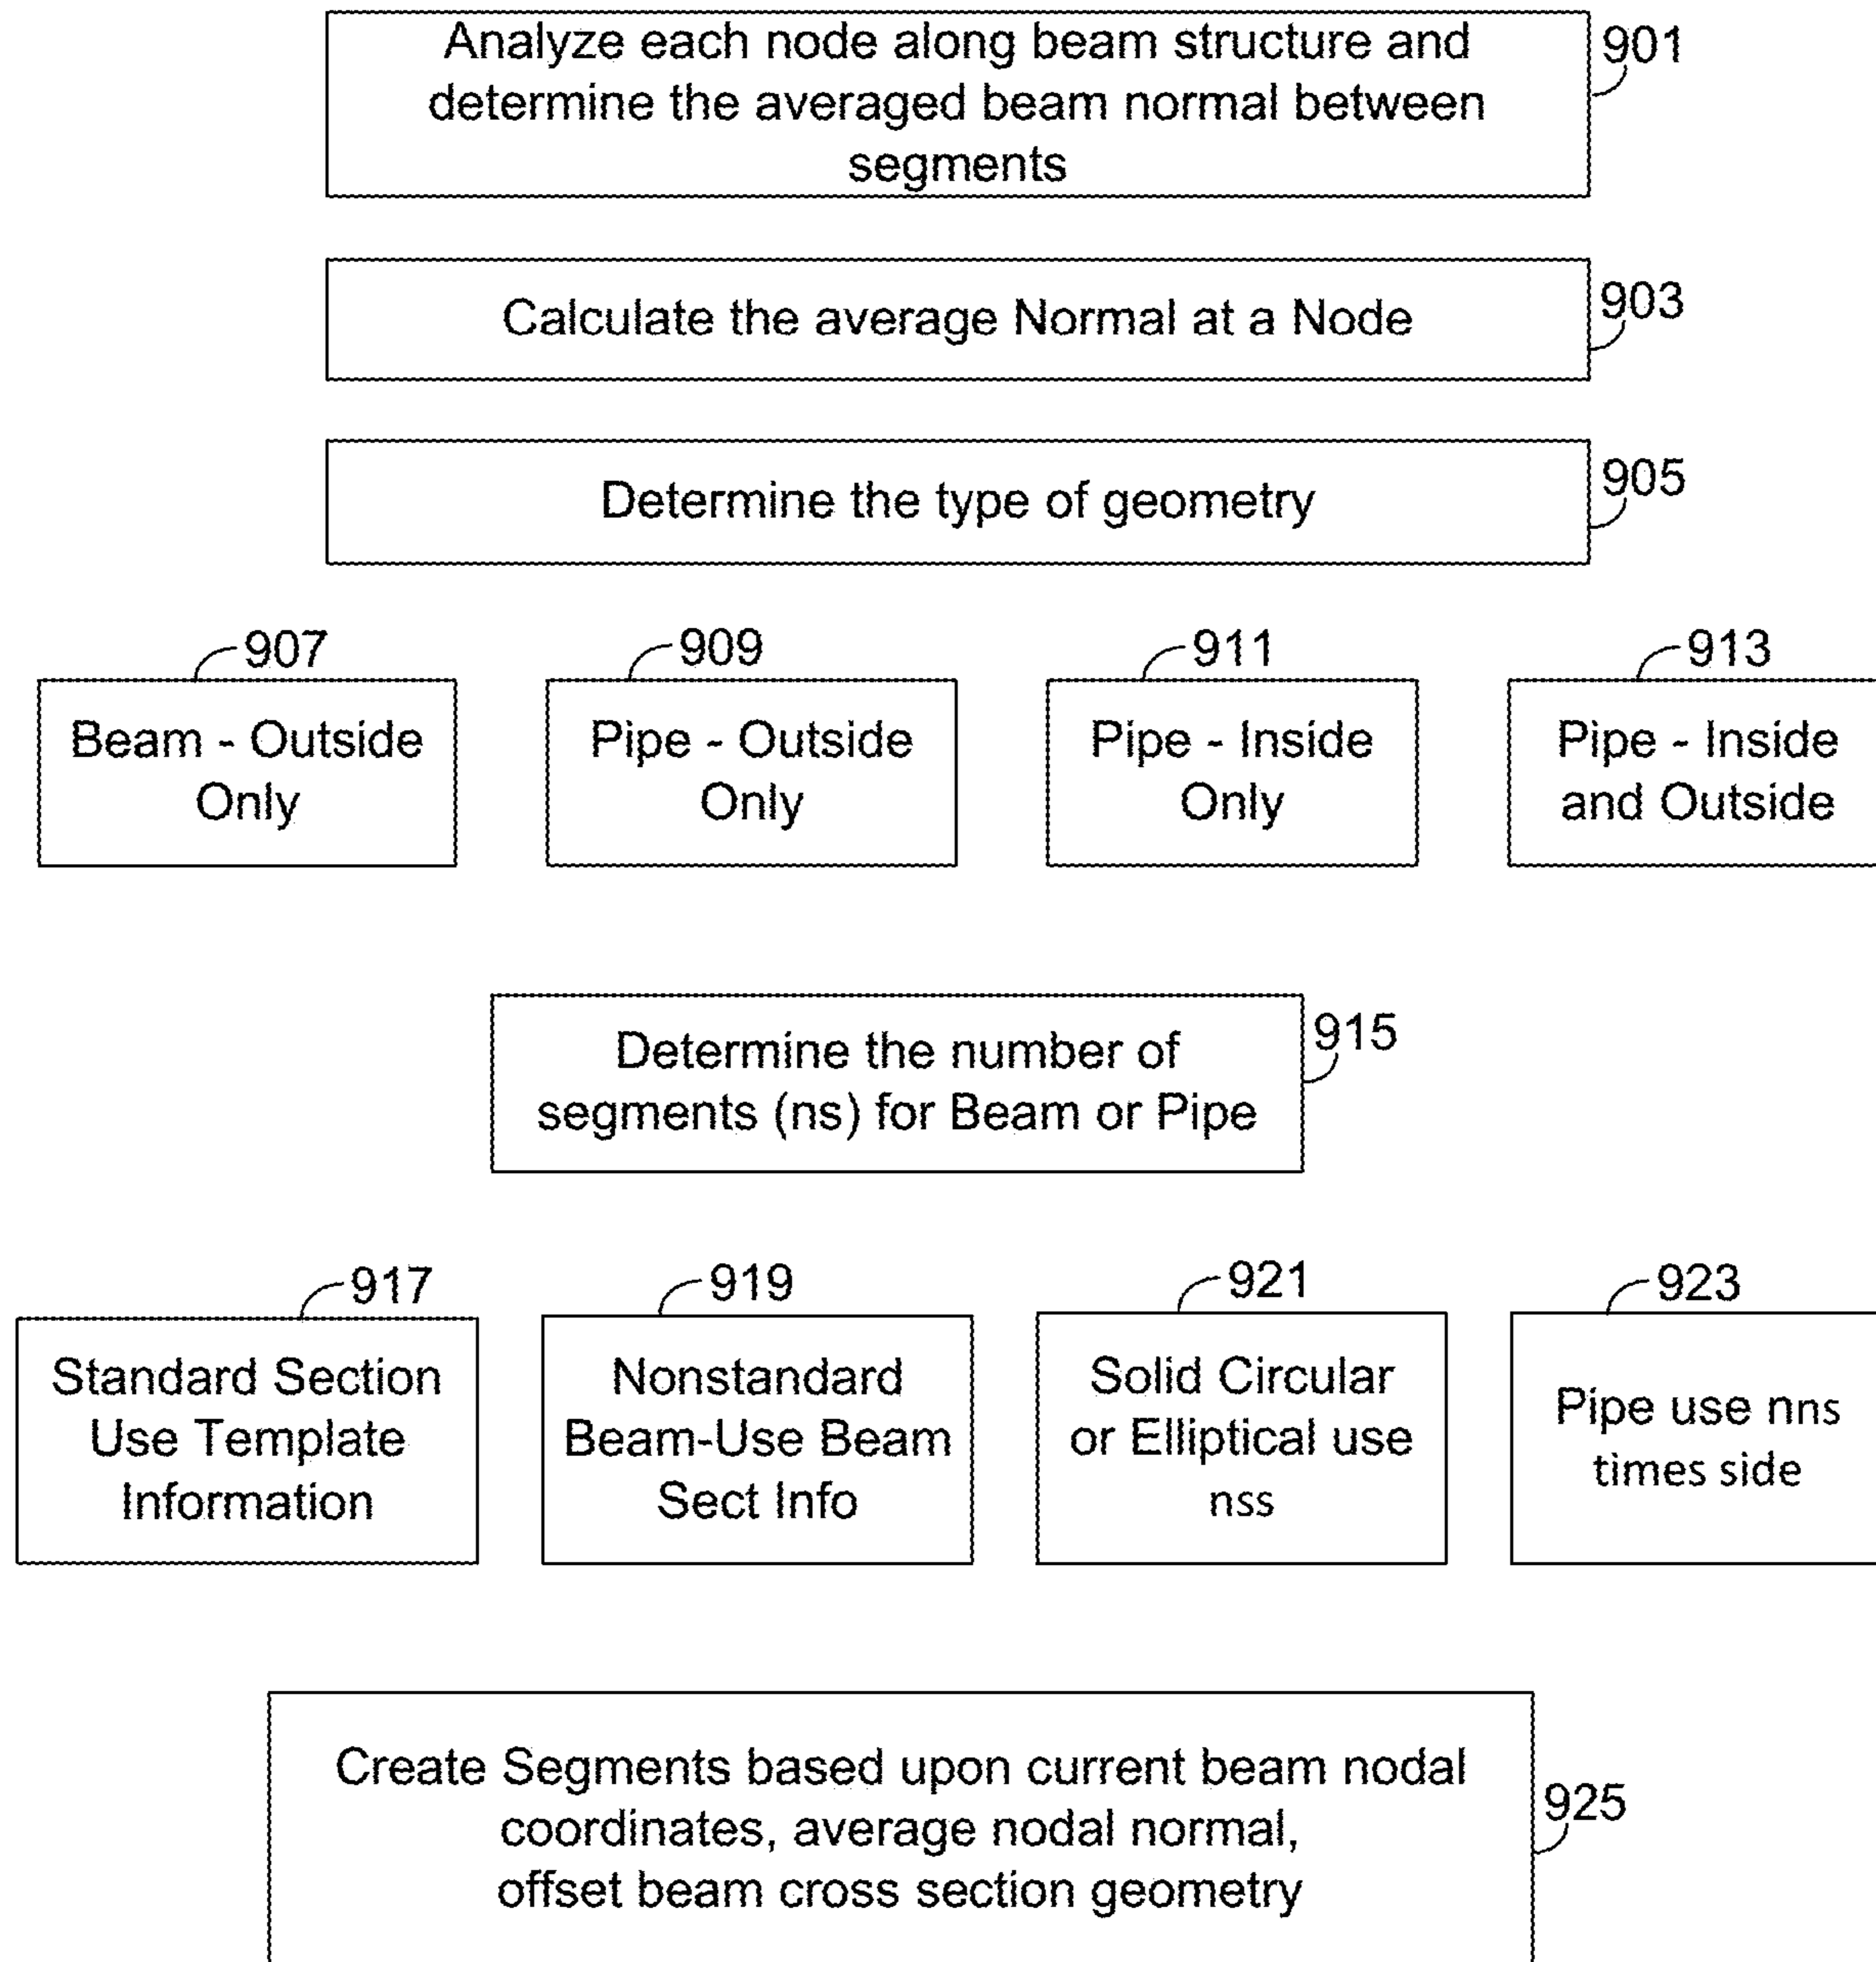 Analyze each node along beam structure and
determine the averaged beam normal between
segments
901
Calculate the average Normal at a Node
903
Determine the type of geometry
905
907
Beam - Outside
Only
909
Pipe - Outside
Only
911
Pipe - Inside
Only
913
Pipe - Inside
and Outside
Determine the number of
segments (ns) for Beam or Pipe
915
917
Standard Section
Use Template
Information
919
Nonstandard
Beam-Use Beam
Sect Info
921
Solid Circular
or Elliptical use
nss
923
Pipe use nns
times side
Create Segments based upon current beam nodal
coordinates, average nodal normal,
offset beam cross section geometry
925